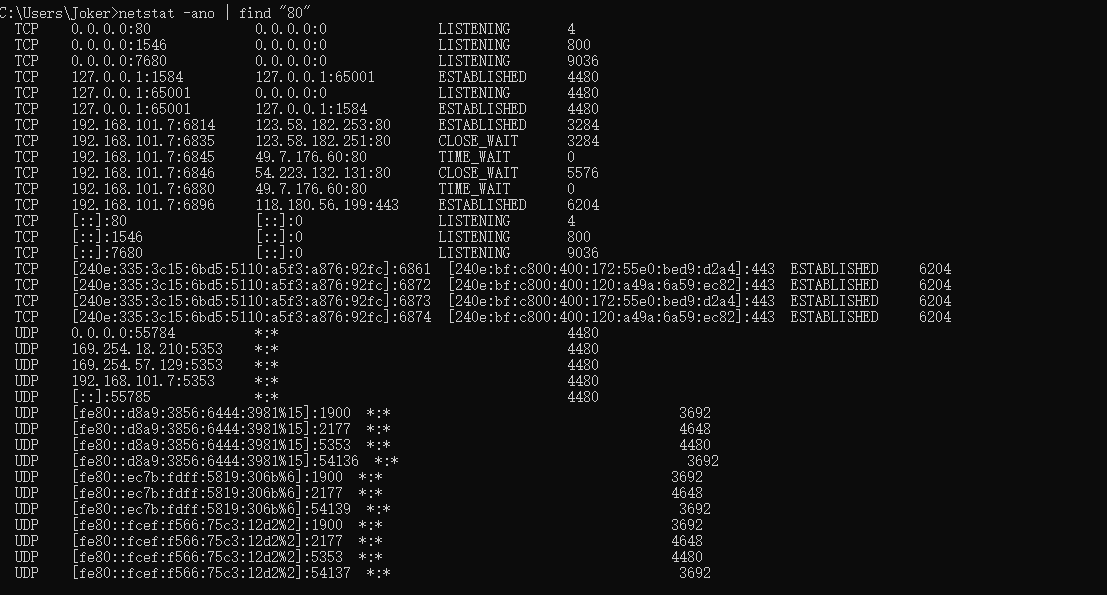 C:\Users\Joker>netstat -ano | find "80"
TCP 0.0.0.0:80 0.0.0.0:0 LISTENING 4
TCP 0.0.0.0:1546 0.0.0.0:0 LISTENING 800
TCP 0.0.0.0:7680 0.0.0.0:0 LISTENING 9036
TCP 127.0.0.1:1584 127.0.0.1:65001 ESTABLISHED 4480
TCP 127.0.0.1:65001 0.0.0.0:0 LISTENING 4480
TCP 127.0.0.1:65001 127.0.0.1:1584 ESTABLISHED 4480
TCP 192.168.101.7:6814 123.58.182.253:80 ESTABLISHED 3284
TCP 192.168.101.7:6835 123.58.182.251:80 CLOSE_WAIT 3284
TCP 192.168.101.7:6845 49.7.176.60:80 TIME_WAIT 0
TCP 192.168.101.7:6846 54.223.132.131:80 CLOSE_WAIT 5576
TCP 192.168.101.7:6880 49.7.176.60:80 TIME_WAIT 0
TCP 192.168.101.7:6896 118.180.56.199:443 ESTABLISHED 6204
TCP [::]:80 [::]:0 LISTENING 4
TCP [::]:1546 [::]:0 LISTENING 800
TCP [::]:7680 [::]:0 LISTENING 9036
TCP [240e:335:3c15:6bd5:5110:a5f3:a876:92fc]:6861 [240e:bf:c800:400:172:55e0:bed9:d2a4]:443 ESTABLISHED 6204
TCP [240e:335:3c15:6bd5:5110:a5f3:a876:92fc]:6872 [240e:bf:c800:400:120:a49a:6a59:ec82]:443 ESTABLISHED 6204
TCP [240e:335:3c15:6bd5:5110:a5f3:a876:92fc]:6873 [240e:bf:c800:400:172:55e0:bed9:d2a4]:443 ESTABLISHED 6204
TCP [240e:335:3c15:6bd5:5110:a5f3:a876:92fc]:6874 [240e:bf:c800:400:120:a49a:6a59:ec82]:443 ESTABLISHED 6204
UDP 0.0.0.0:55784 *:* 4480
UDP 169.254.18.210:5353 *:* 4480
UDP 169.254.57.129:5353 *:* 4480
UDP 192.168.101.7:5353 *:* 4480
UDP [::]:55785 *:* 4480
UDP [fe80::d8a9:3856:6444:3981%15]:1900 *:* 3692
UDP [fe80::d8a9:3856:6444:3981%15]:2177 *:* 4648
UDP [fe80::d8a9:3856:6444:3981%15]:5353 *:* 4480
UDP [fe80::d8a9:3856:6444:3981%15]:54136 *:* 3692
UDP [fe80::ec7b:fdff:5819:306b%6]:1900 *:* 3692
UDP [fe80::ec7b:fdff:5819:306b%6]:2177 *:* 4648
UDP [fe80::ec7b:fdff:5819:306b%6]:54139 *:* 3692
UDP [fe80::fcef:f566:75c3:12d2%2]:1900 *:* 3692
UDP [fe80::fcef:f566:75c3:12d2%2]:2177 *:* 4648
UDP [fe80::fcef:f566:75c3:12d2%2]:5353 *:* 4480
UDP [fe80::fcef:f566:75c3:12d2%2]:54137 *:* 3692